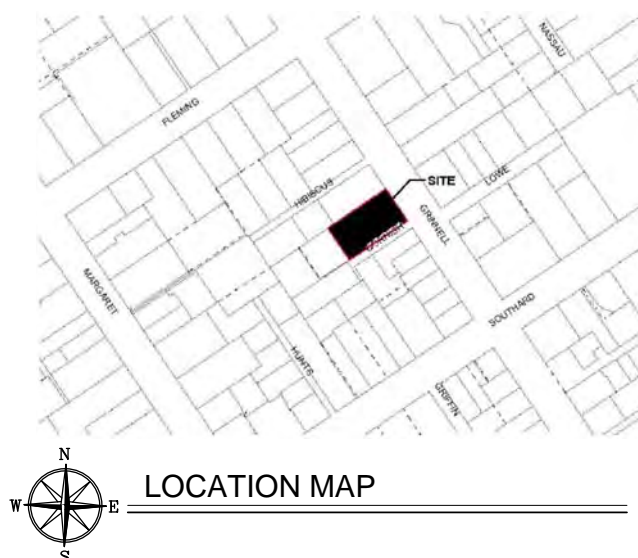 NASSAU
FLEMING
HIBISCUS
SITE
LOWE
GRINNELL
MARGARET
SOUTHARD
HUNTS
GRIFFIN
N
W E
S
LOCATION MAP